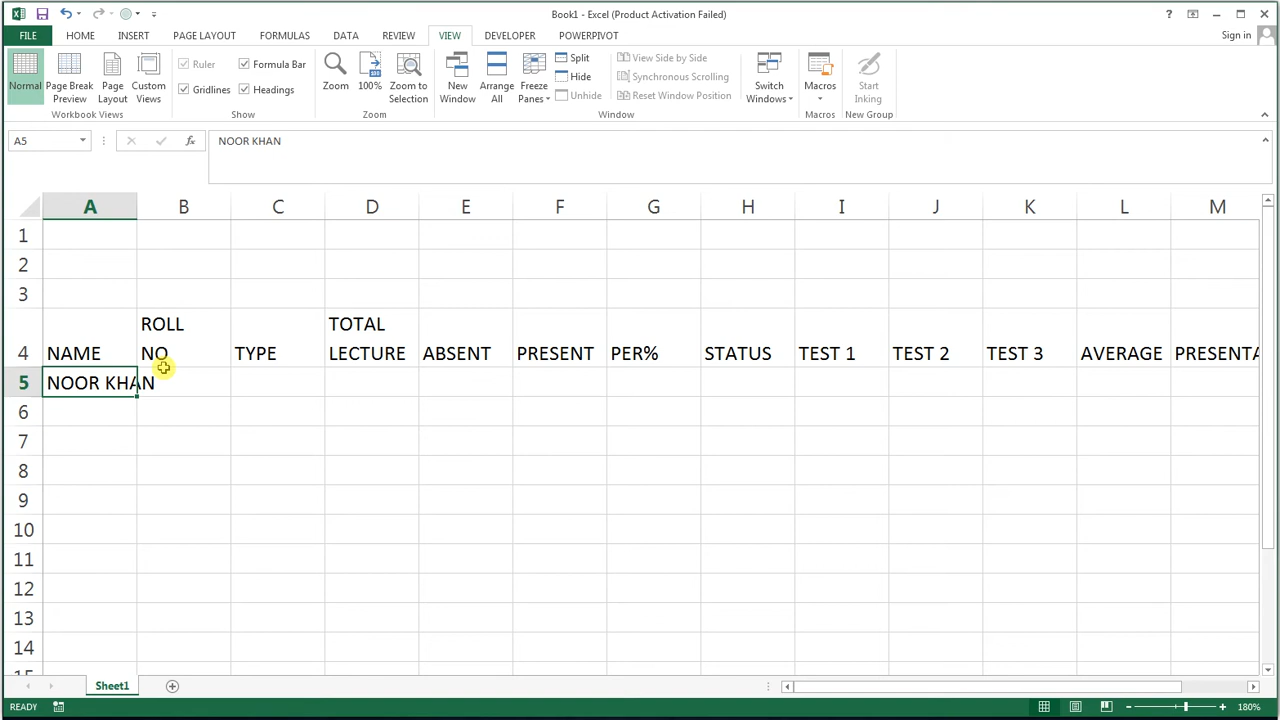 Book1 - Excel (Product Activation Failed)
FILE HOME INSERT PAGE LAYOUT FORMULAS DATA REVIEW VIEW DEVELOPER POWERPIVOT Sign in
Normal Page Break Preview Page Layout Custom Views
Ruler Formula Bar
Gridlines Headings
Zoom 100% Zoom to Selection
New Window Arrange All Freeze Panes
Split
Hide
Unhide
View Side by Side
Synchronous Scrolling
Reset Window Position
Switch Windows Macros Start Inking
Workbook Views Show Zoom Window Macros New Group
A5 fx NOOR KHAN
A B C D E F G H I J K L M
1
2
3
ROLL TOTAL
4 NAME NO TYPE LECTURE ABSENT PRESENT PER% STATUS TEST 1 TEST 2 TEST 3 AVERAGE PRESENTA
5 NOOR KHAN
6
7
8
9
10
11
12
13
14
15
Sheet1
READY 180%